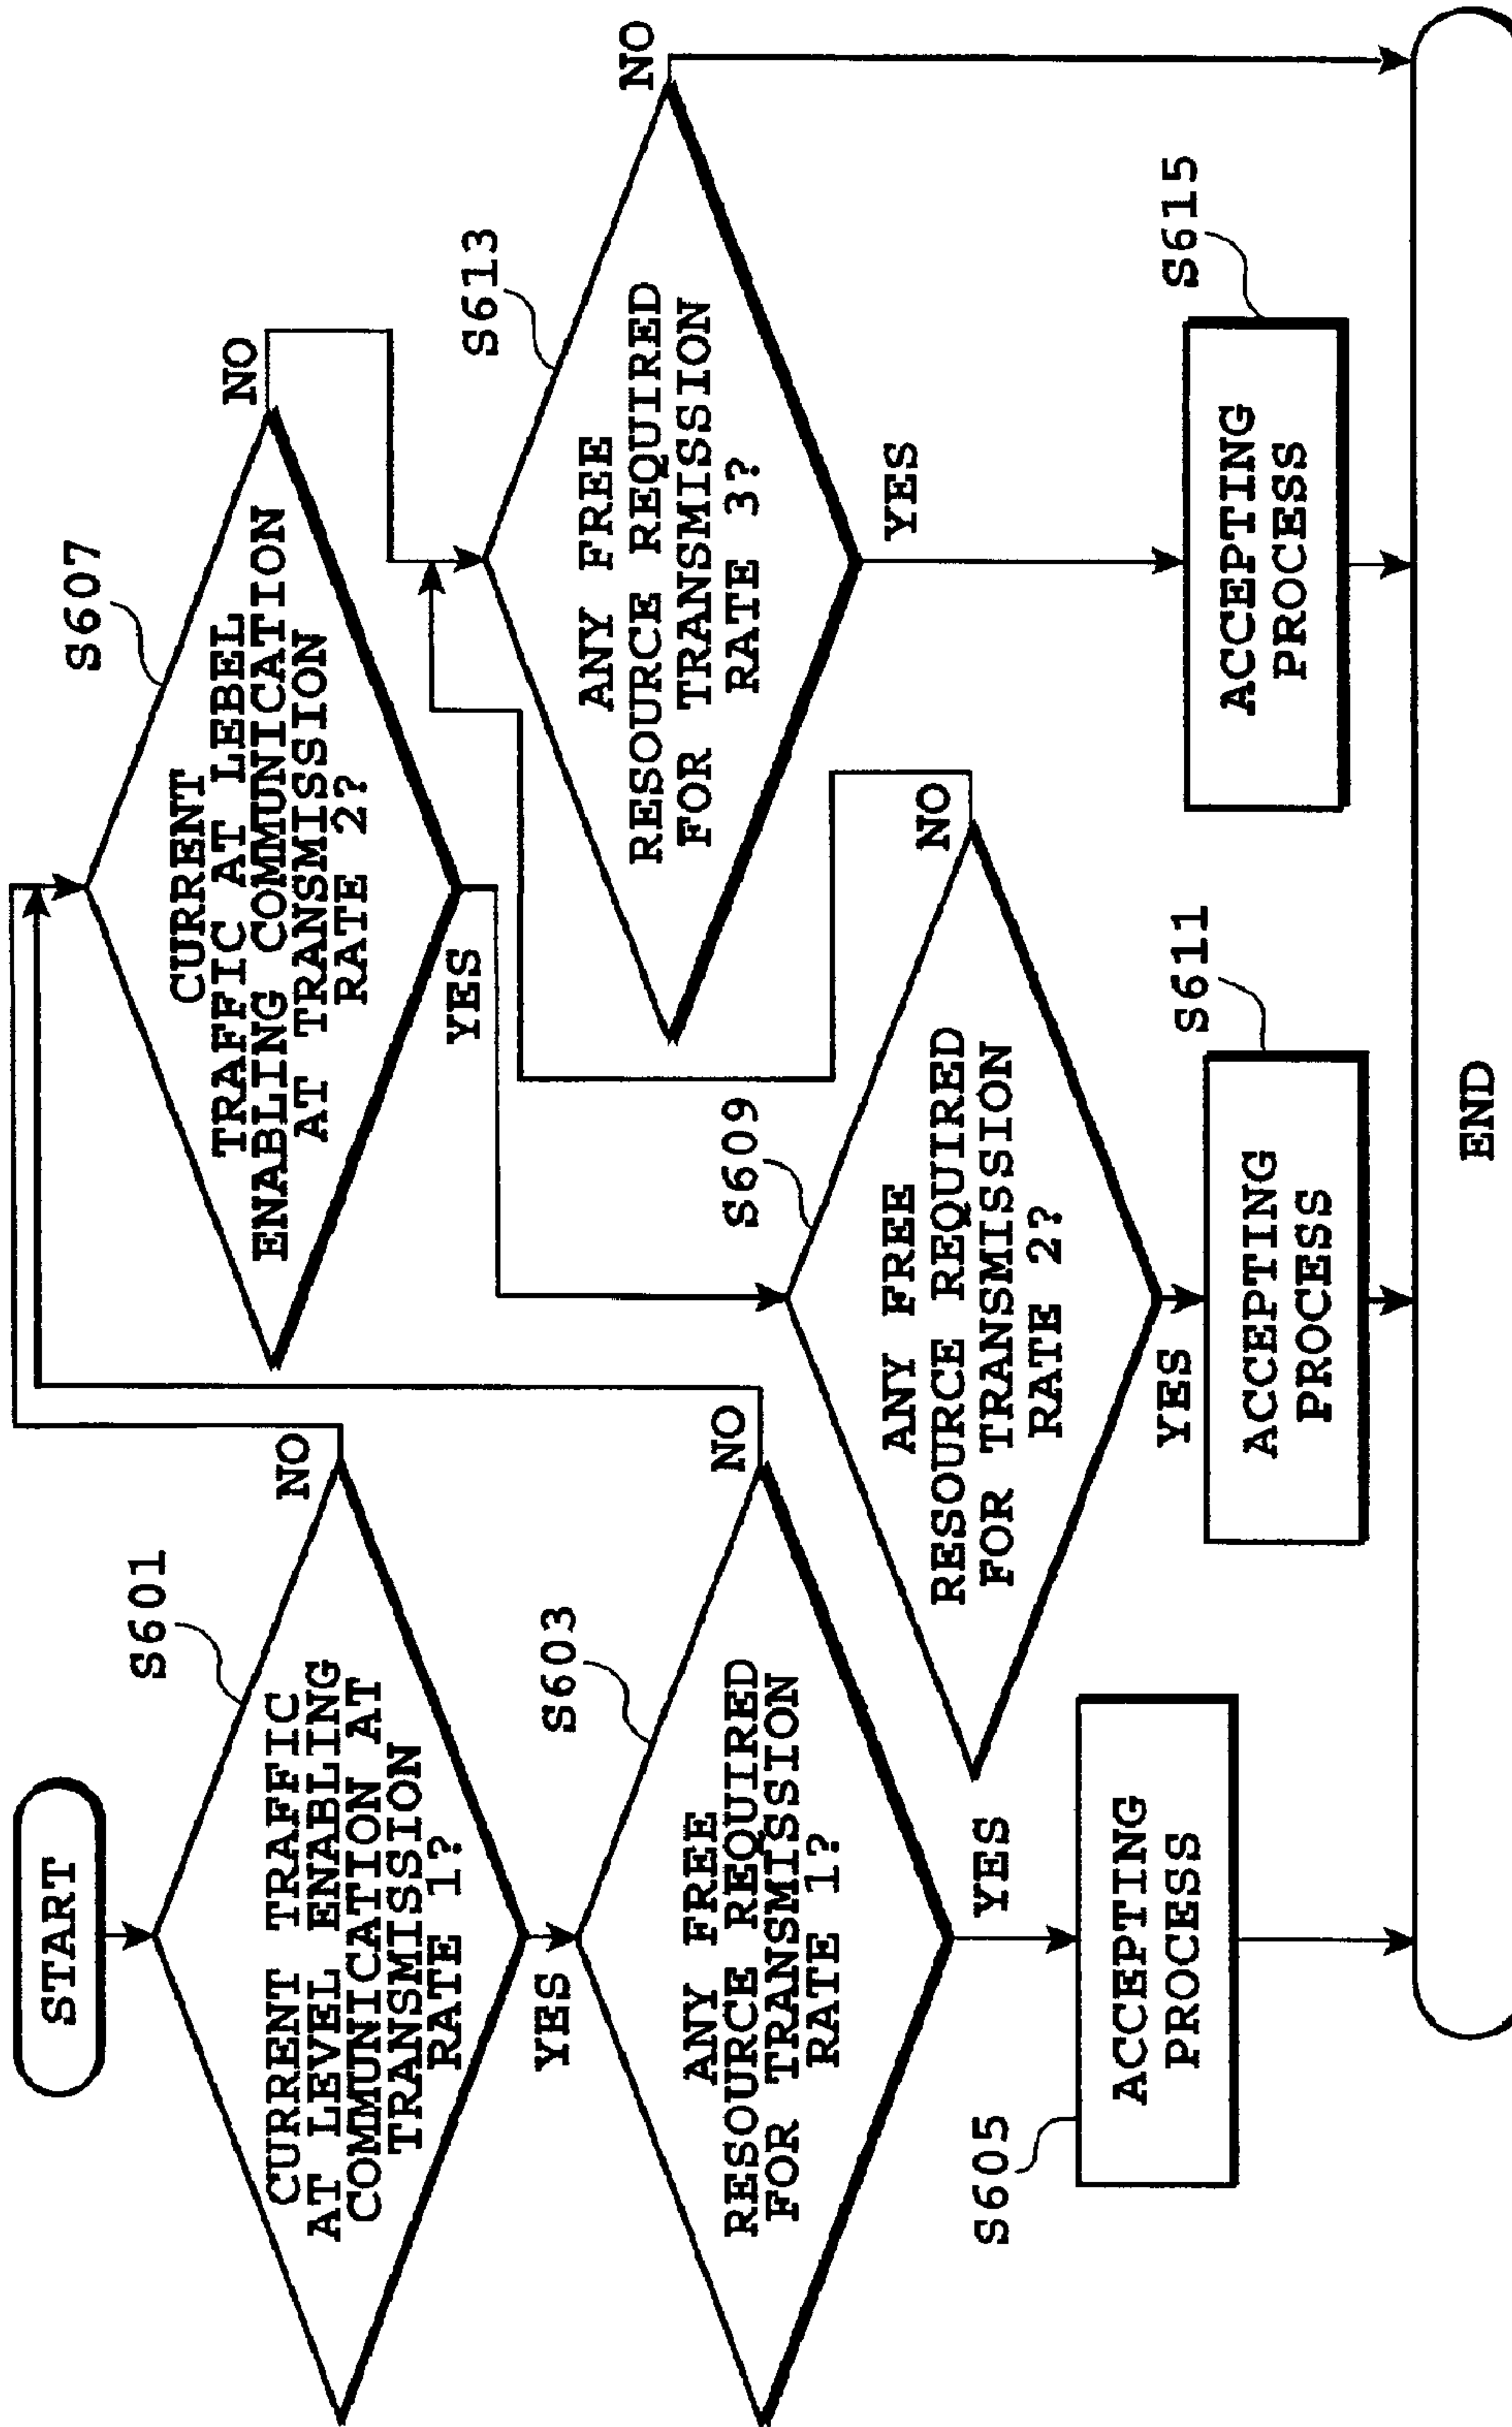 START
S601
CURRENT TRAFFIC
AT LEVEL ENABLING
COMMUNICATION AT
TRANSMISSION
RATE 1?
NO
YES
S603
ANY FREE
RESOURCE REQUIRED
FOR TRANSMISSION
RATE 1?
NO
YES
S605
ACCEPTING
PROCESS
S607
CURRENT
TRAFFIC AT LEBEL
ENABLING COMMUNICATION
AT TRANSMISSION
RATE 2?
NO
YES
S609
ANY FREE
RESOURCE REQUIRED
FOR TRANSMISSION
RATE 2?
NO
YES
S611
ACCEPTING
PROCESS
S613
ANY FREE
RESOURCE REQUIRED
FOR TRANSMISSION
RATE 3?
NO
YES
S615
ACCEPTING
PROCESS
END